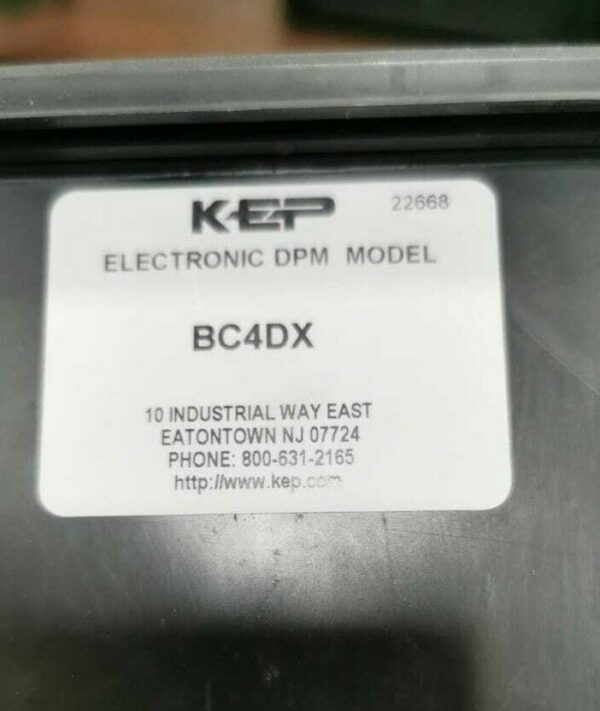 KEP 22668
ELECTRONIC DPM MODEL
BC4DX
10 INDUSTRIAL WAY EAST
EATONTOWN NJ 07724
PHONE: 800-631-2165
http://www.kep.com